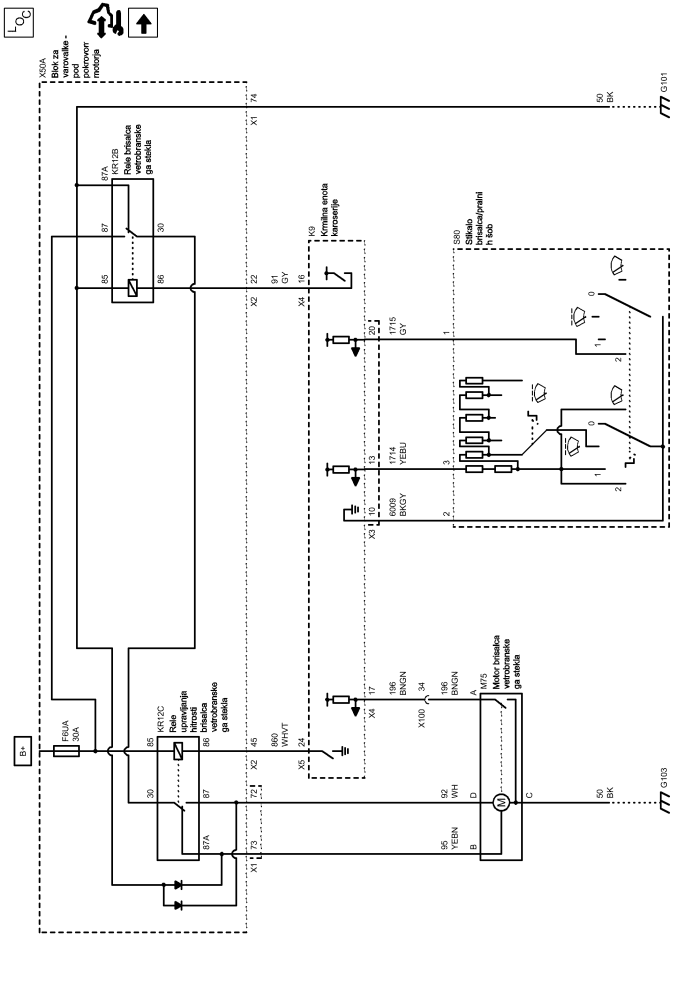 LOC
X50A
Blok za
varovalke -
pod
pokrovom
motorja
B+
F6UA
30A
KR12B
Rele brisalca
vetrobranske
ga stekla
87A
87
30
85
86
X1
74
50
BK
G101
X2
22
91
GY
X4
16
K9
Krmilna enota
karoserije
20
1715
GY
1
13
1714
YEBU
3
X3
10
6009
BKGY
2
S80
Stikalo
brisalca/pralni
h šob
0
1
2
0
1
2
KR12C
Rele
upravljanja
hitrosti
brisalca
vetrobranske
ga stekla
85
86
30
87
87A
X2
45
860
WHVT
X5
24
X4
17
196
BNGN
X100
34
196
BNGN
A
M75
Motor brisalca
vetrobranske
ga stekla
72
92
WH
D
X1
73
95
YEBN
B
M
C
50
BK
G103